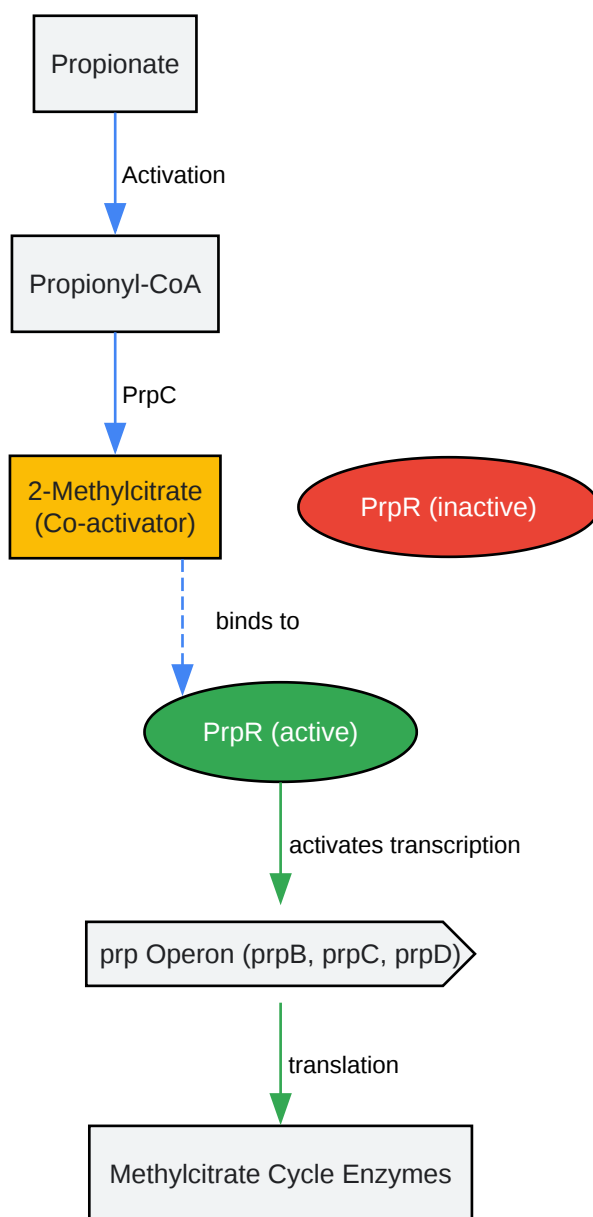 Propionate
Activation
Propionyl-CoA
PrpC
2-Methylcitrate
(Co-activator)
PrpR (inactive)
binds to
PrpR (active)
activates transcription
prp Operon (prpB, prpC, prpD)
translation
Methylcitrate Cycle Enzymes